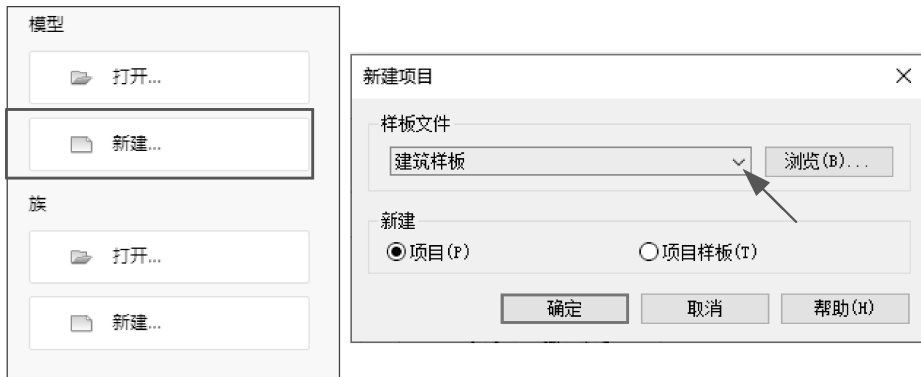 模型
打开...
新建...
族
打开...
新建...
新建项目
样板文件
建筑样板
浏览(B)...
新建
项目(P)
项目样板(T)
确定
取消
帮助(H)